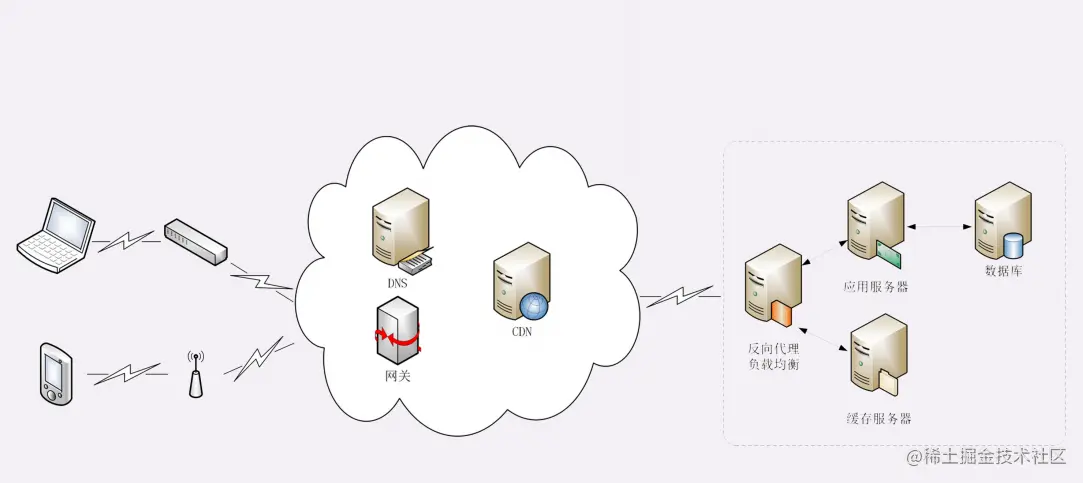 DNS
网关
CDN
反向代理
负载均衡
应用服务器
数据库
缓存服务器
@稀土掘金技术社区